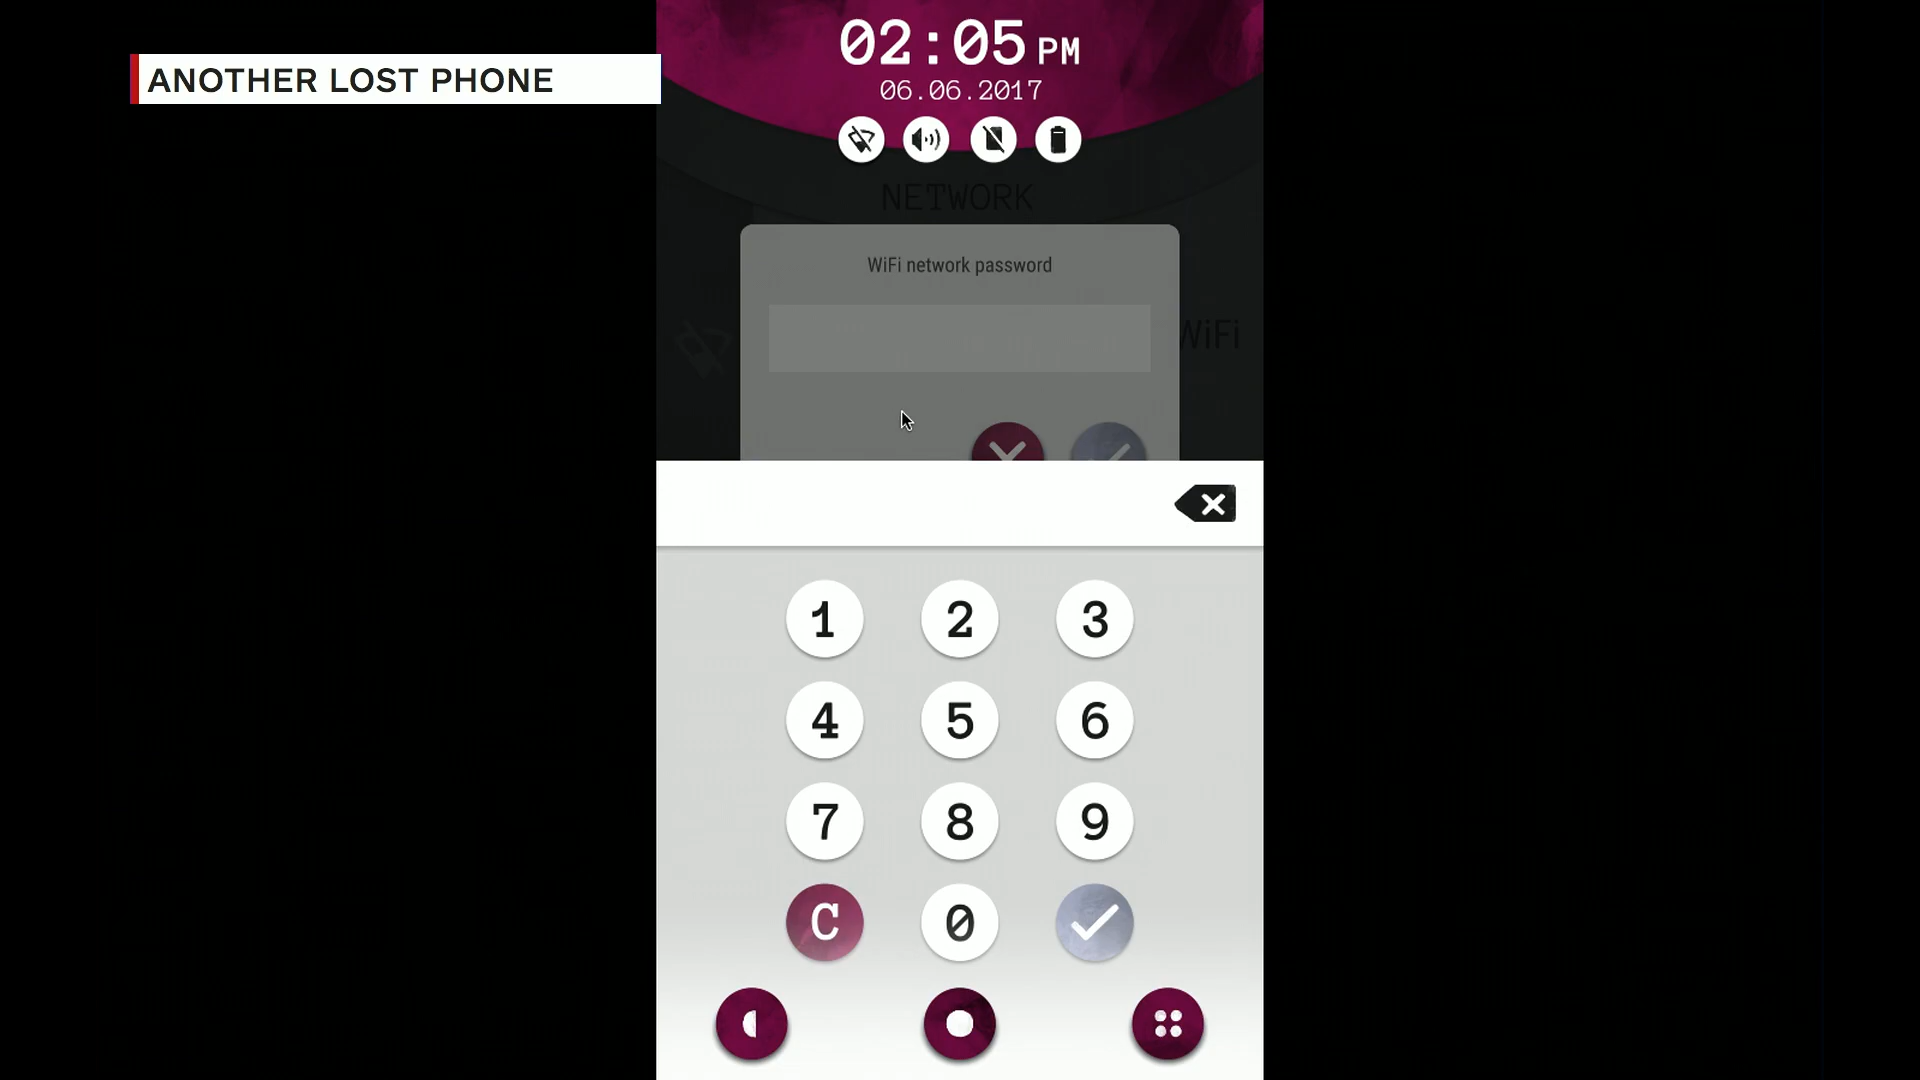 ANOTHER LOST PHONE
02:05 PM
06.06.2017
NETWORK
WiFi network password
WiFi
1 2 3
4 5 6
7 8 9
C 0